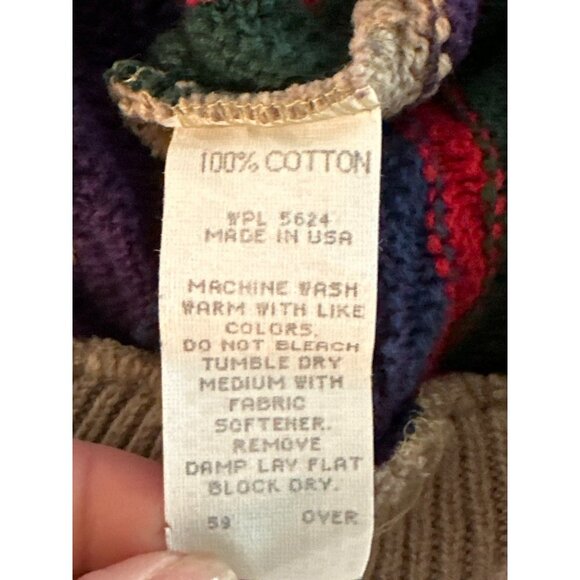 100% COTTON
WPL 5624
MADE IN USA
MACHINE WASH
WARM WITH LIKE
COLORS.
DO NOT BLEACH
TUMBLE DRY
MEDIUM WITH
FABRIC
SOFTENER.
REMOVE
DAMP LAY FLAT
BLOCK DRY.
59 OVER